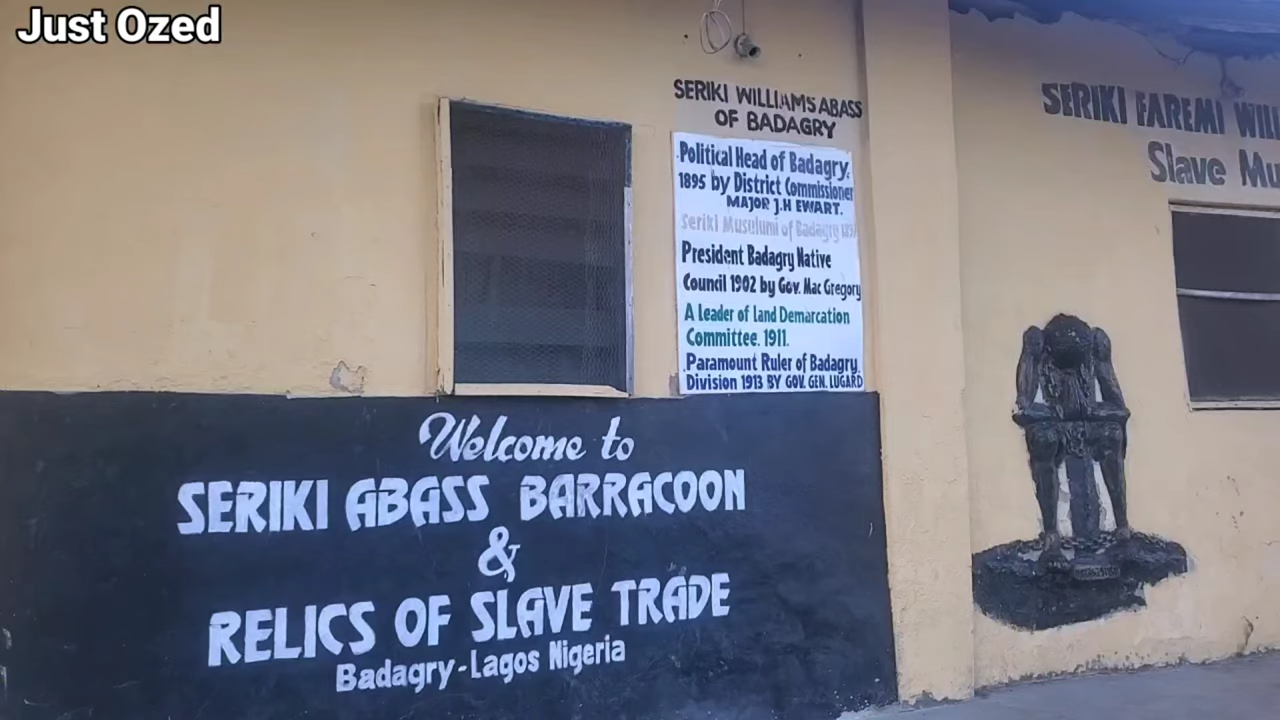 Just Ozed
SERIKI WILLIAMS ABASS
OF BADAGRY
Political Head of Badagry,
1895 by District Commissioner
MAJOR J.H EWART.
Seriki Musulumi of Badagry
President Badagry Native
Council 1902 by Gov. Mac Gregory
A Leader of Land Demarcation
Committee. 1911.
Paramount Ruler of Badagry
Division 1913 BY GOV. GEN. LUGARD
Welcome to
SERIKI ABASS BARRACOON
&
RELICS OF SLAVE TRADE
Badagry-Lagos Nigeria
SERIKI FAREMI WILL
Slave Mu